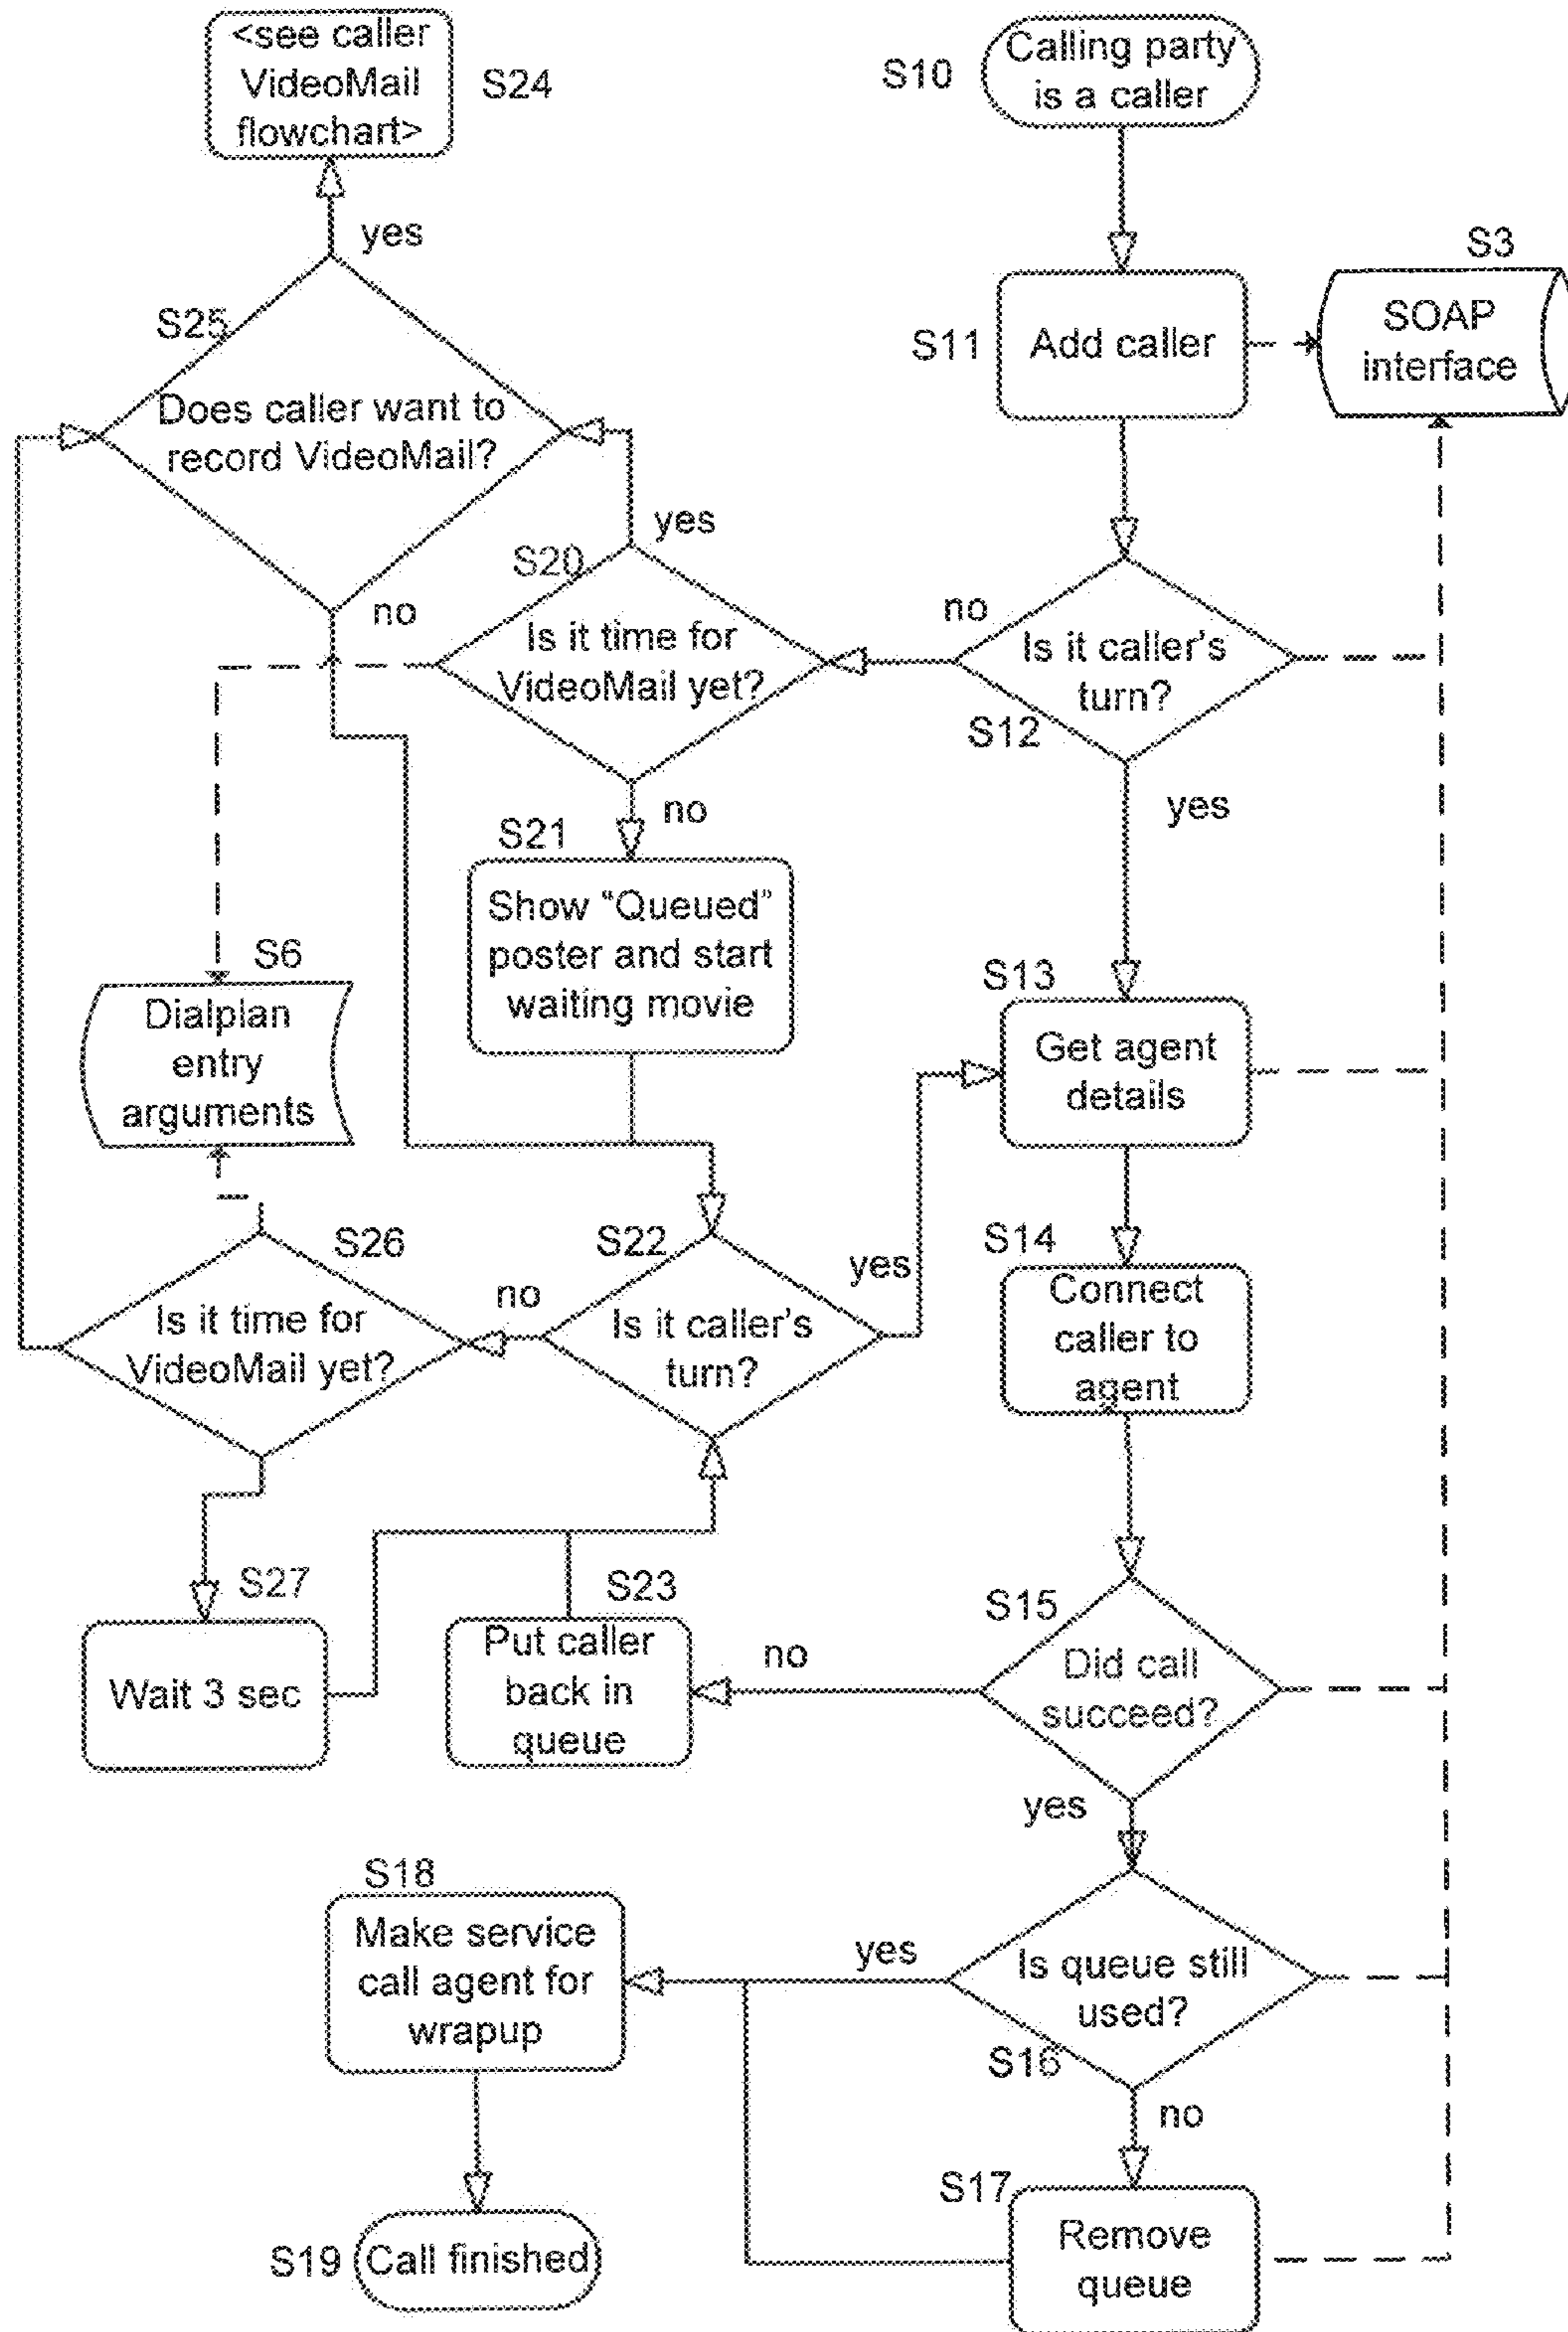 <see caller
VideoMail
flowchart>
S24
S10
Calling party
is a caller
yes
S3
S25
S11
Add caller
SOAP
interface
Does caller want to
record VideoMail?
yes
S20
no
no
Is it time for
VideoMail yet?
Is it caller's
turn?
S12
no
yes
S21
Show "Queued"
poster and start
waiting movie
S6
Dialplan
entry
arguments
S13
Get agent
details
S26
S22
yes
S14
no
Is it time for
VideoMail yet?
Is it caller's
turn?
Connect
caller to
agent
S27
S23
S15
Wait 3 sec
Put caller
back in
queue
no
Did call
succeed?
yes
S18
Make service
call agent for
wrapup
yes
Is queue still
used?
S16
no
S17
Remove
queue
S19
Call finished